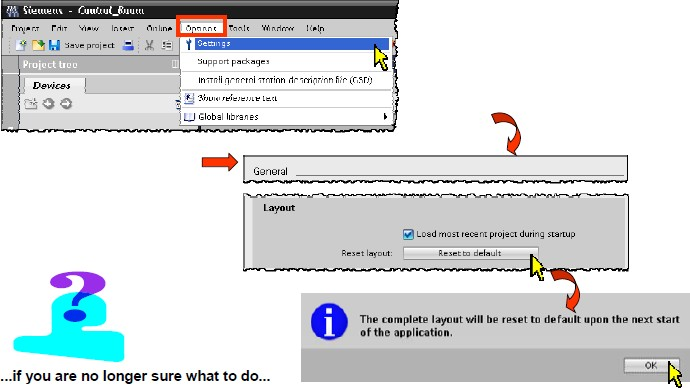 Siemens - Control_Room
Project Edit View Insert Online Options Tools Window Help
Save project
Settings
Support packages
Install general station description file (GSD)
Show reference text
Global libraries
Project tree
Devices
General
Layout
Load most recent project during startup
Reset layout: Reset to default
The complete layout will be reset to default upon the next start
of the application.
OK
?
...if you are no longer sure what to do...